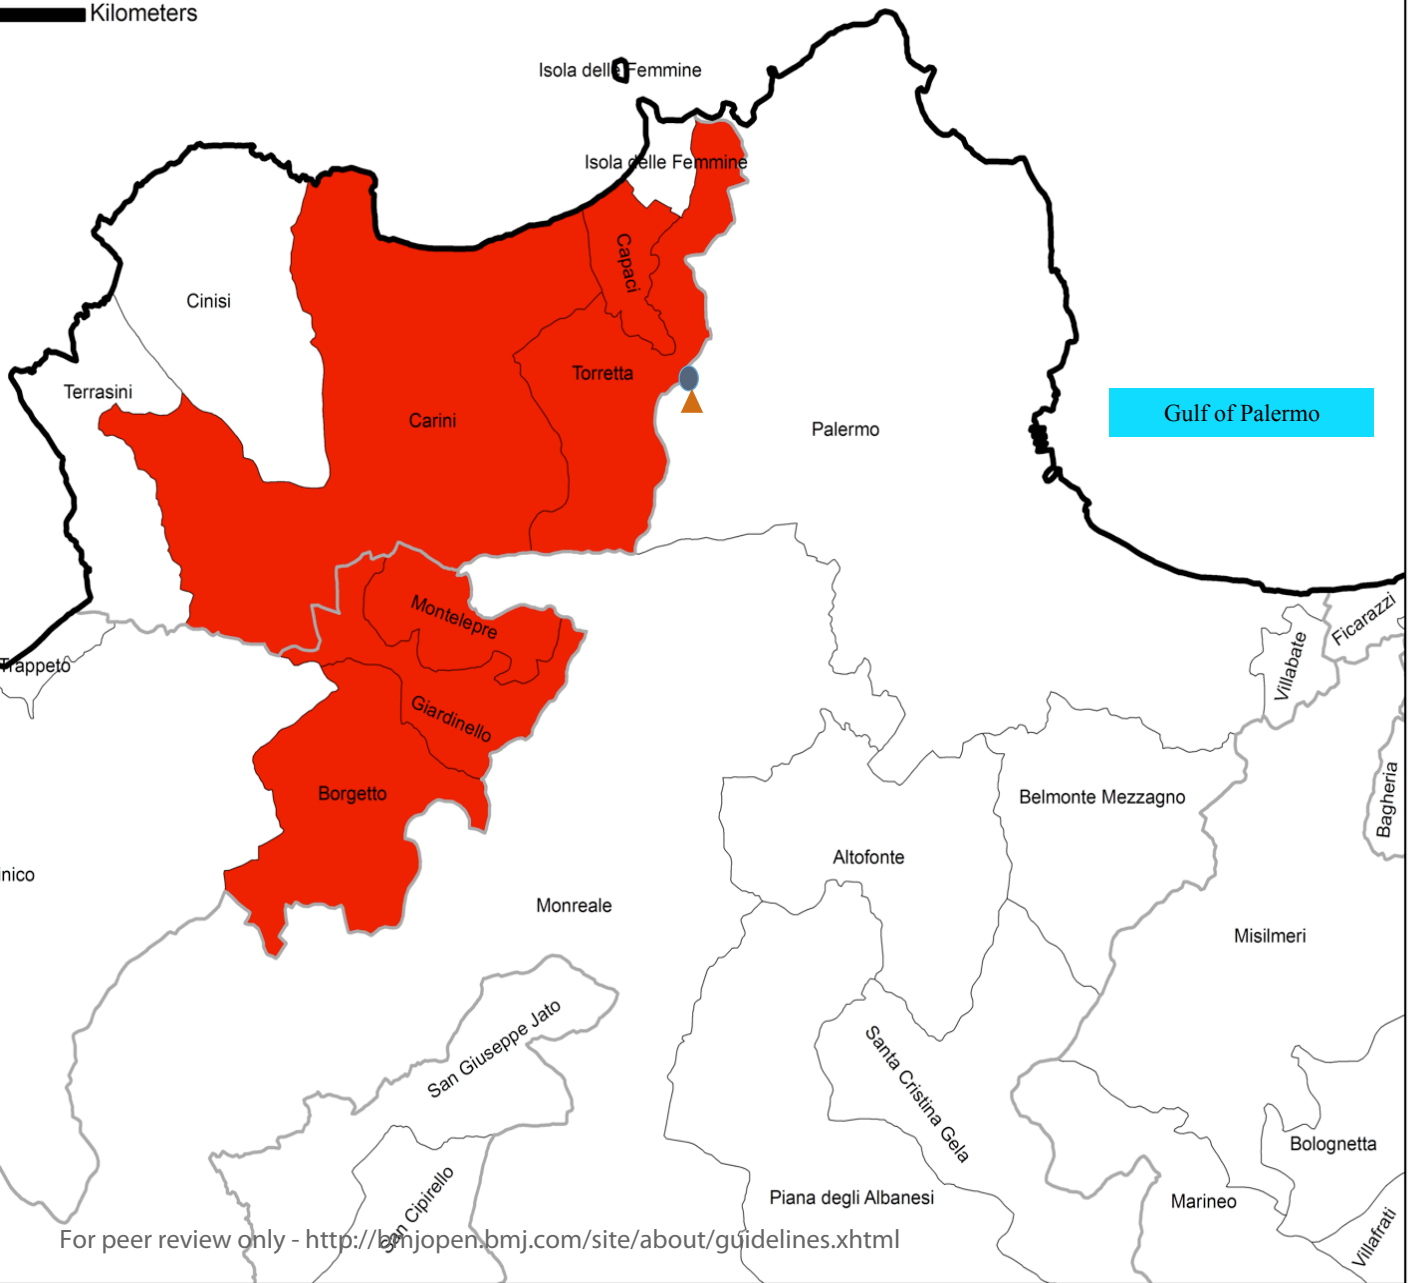 Kilometers
Isola delle Femmine
Isola delle Femmine
Capaci
Cinisi
Torretta
Terrasini
Carini
Gulf of Palermo
Palermo
Montelepre
Ficarazzi
Villabate
Trappeto
Giardinello
Borgetto
Belmonte Mezzagno
Bagheria
Altofonte
inico
Monreale
Misilmeri
San Giuseppe Jato
Santa Cristina Gela
Bolognetta
Piana degli Albanesi
Marineo
San Cipirello
Villafrati
For peer review only - http://bmjopen.bmj.com/site/about/guidelines.xhtml